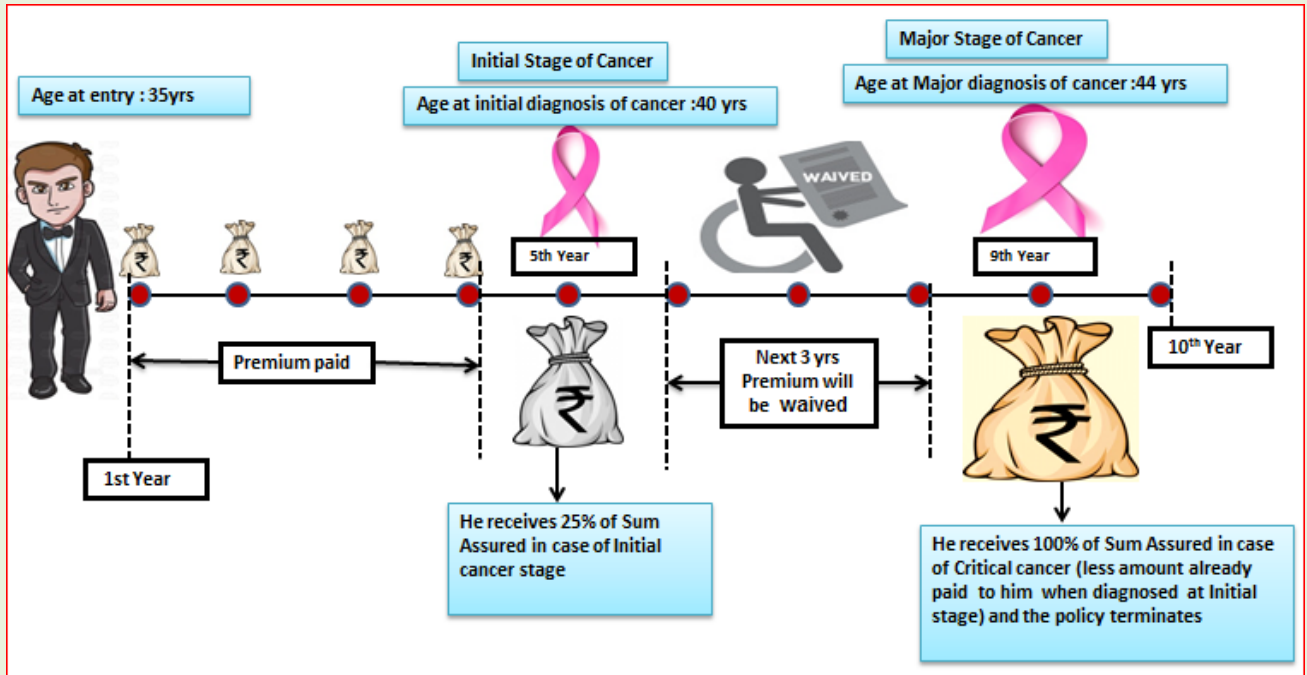 Age at entry : 35yrs
Initial Stage of Cancer
Age at initial diagnosis of cancer :40 yrs
Major Stage of Cancer
Age at Major diagnosis of cancer :44 yrs
WAIVED
₹
₹
₹
₹
5th Year
9th Year
Premium paid
₹
Next 3 yrs
Premium will
be waived
₹
10th Year
1st Year
He receives 25% of Sum
Assured in case of Initial
cancer stage
He receives 100% of Sum Assured in case
of Critical cancer (less amount already
paid to him when diagnosed at Initial
stage) and the policy terminates